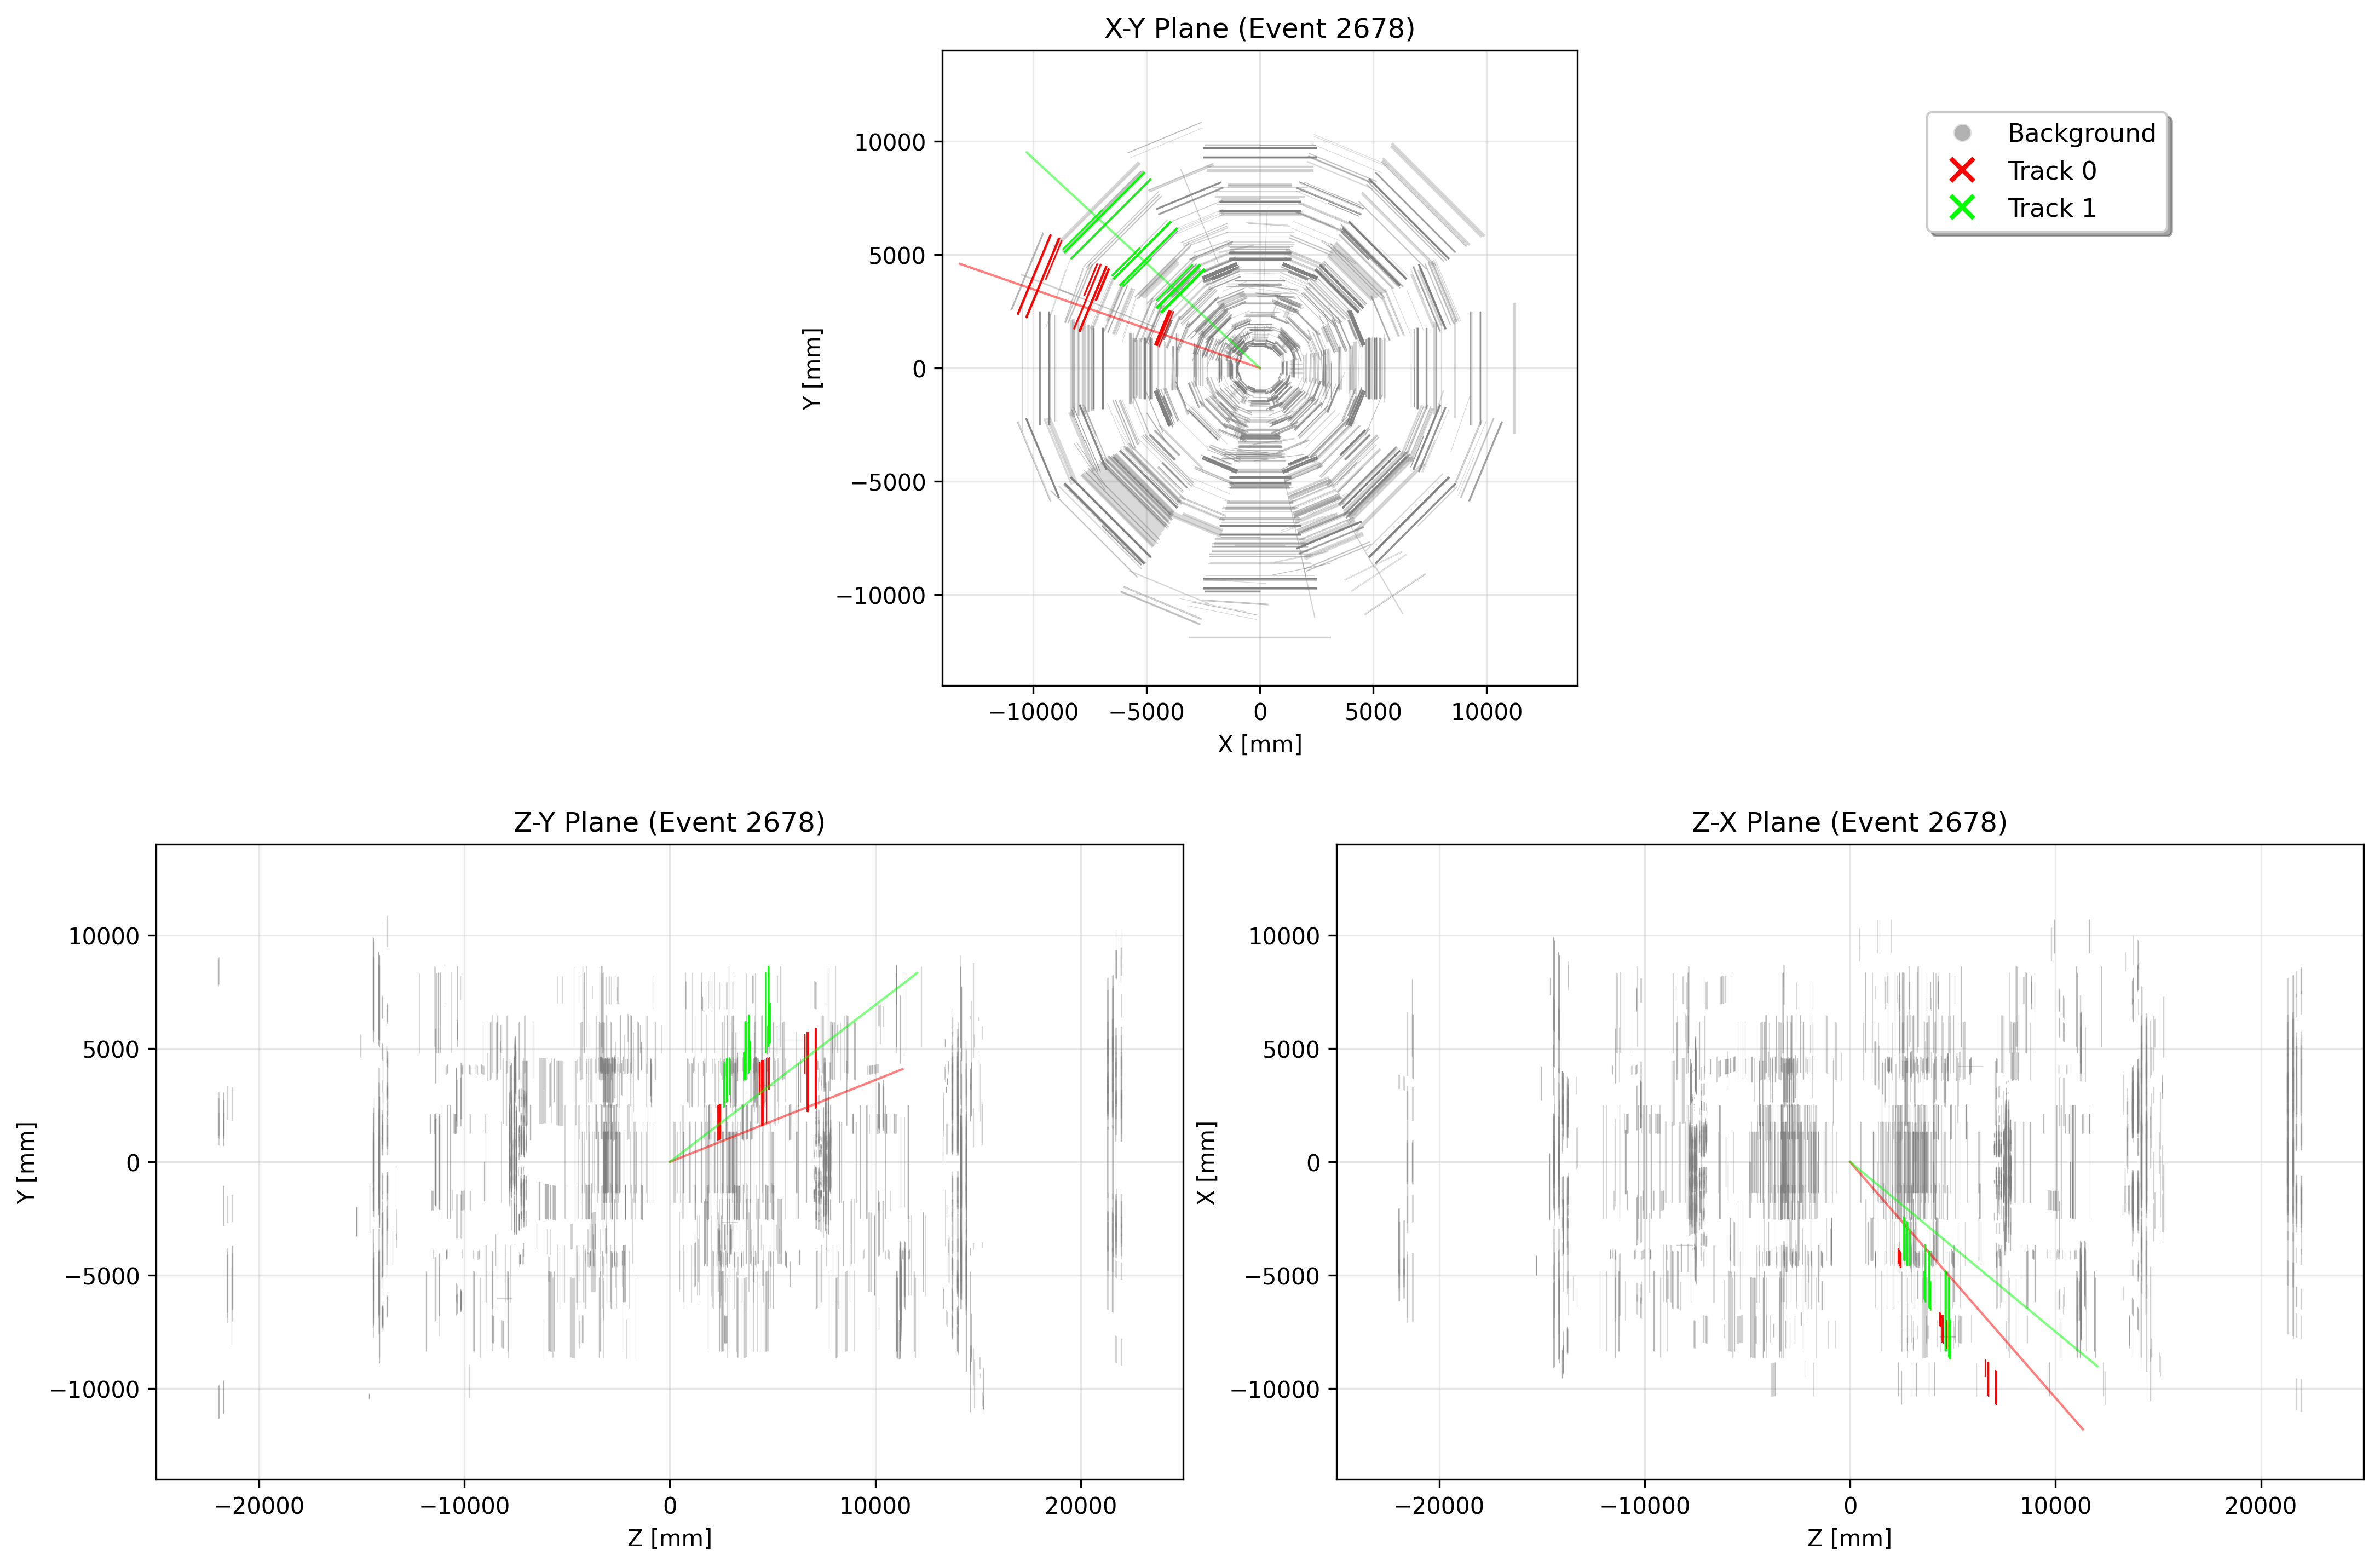 X-Y Plane (Event 2678)
Background
Track 0
Track 1
10000
5000
0
−5000
−10000
Y [mm]
−10000 −5000 0 5000 10000
X [mm]
Z-Y Plane (Event 2678)
10000
5000
0
−5000
−10000
Y [mm]
−20000 −10000 0 10000 20000
Z [mm]
Z-X Plane (Event 2678)
10000
5000
0
−5000
−10000
X [mm]
−20000 −10000 0 10000 20000
Z [mm]